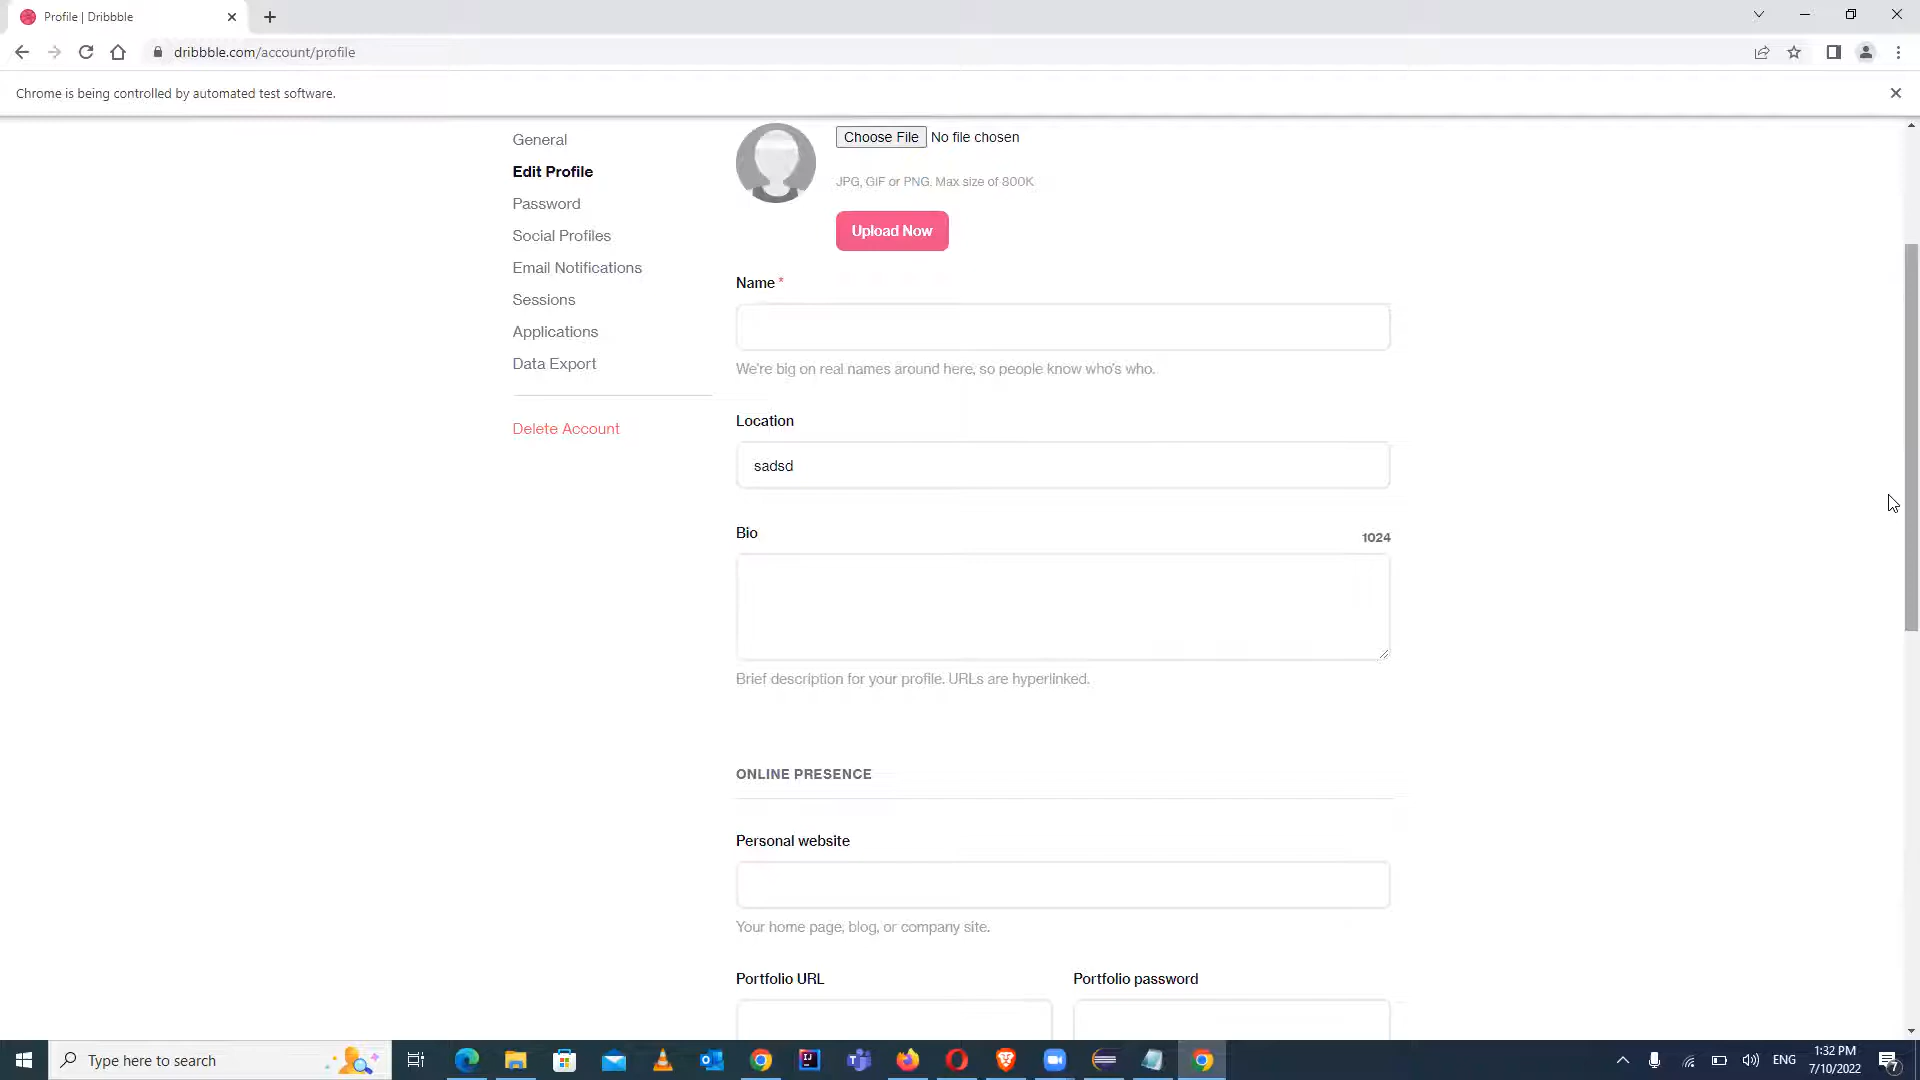 Profile | Dribbble
dribbble.com/account/profile
Chrome is being controlled by automated test software.
General
Edit Profile
Password
Social Profiles
Email Notifications
Sessions
Applications
Data Export
Delete Account
Choose File No file chosen
JPG, GIF or PNG. Max size of 800K
Upload Now
Name *
We're big on real names around here, so people know who's who.
Location
sadsd
Bio
1024
Brief description for your profile. URLs are hyperlinked.
ONLINE PRESENCE
Personal website
Your home page, blog, or company site.
Portfolio URL
Portfolio password
Type here to search
ENG
1:32 PM
7/10/2022
7